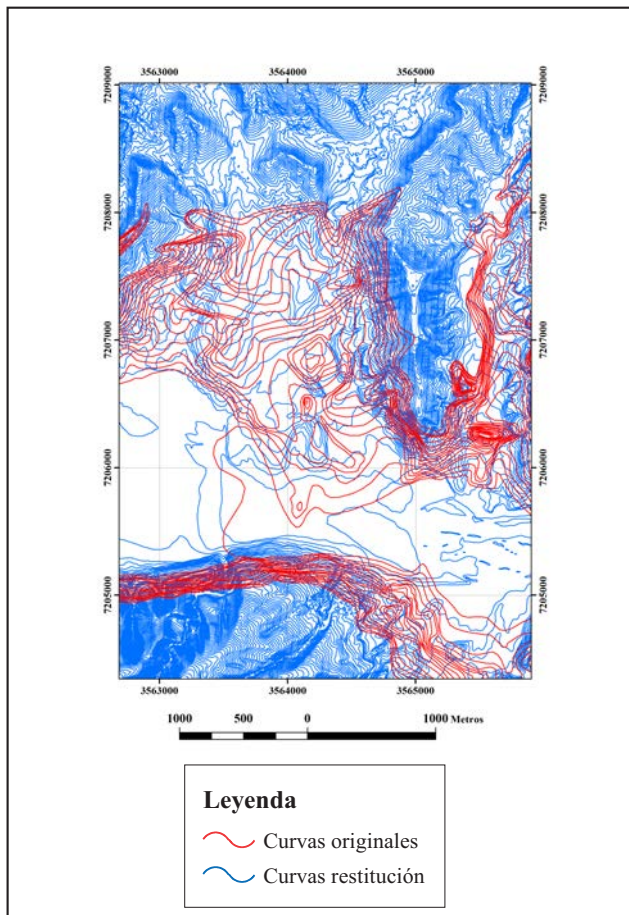 3563000 3564000 3565000
7209000 7209000
7208000 7208000
7207000 7207000
7206000 7206000
7205000 7205000
3563000 3564000 3565000
1000 500 0 1000 Metros
Leyenda
Curvas originales
Curvas restitución